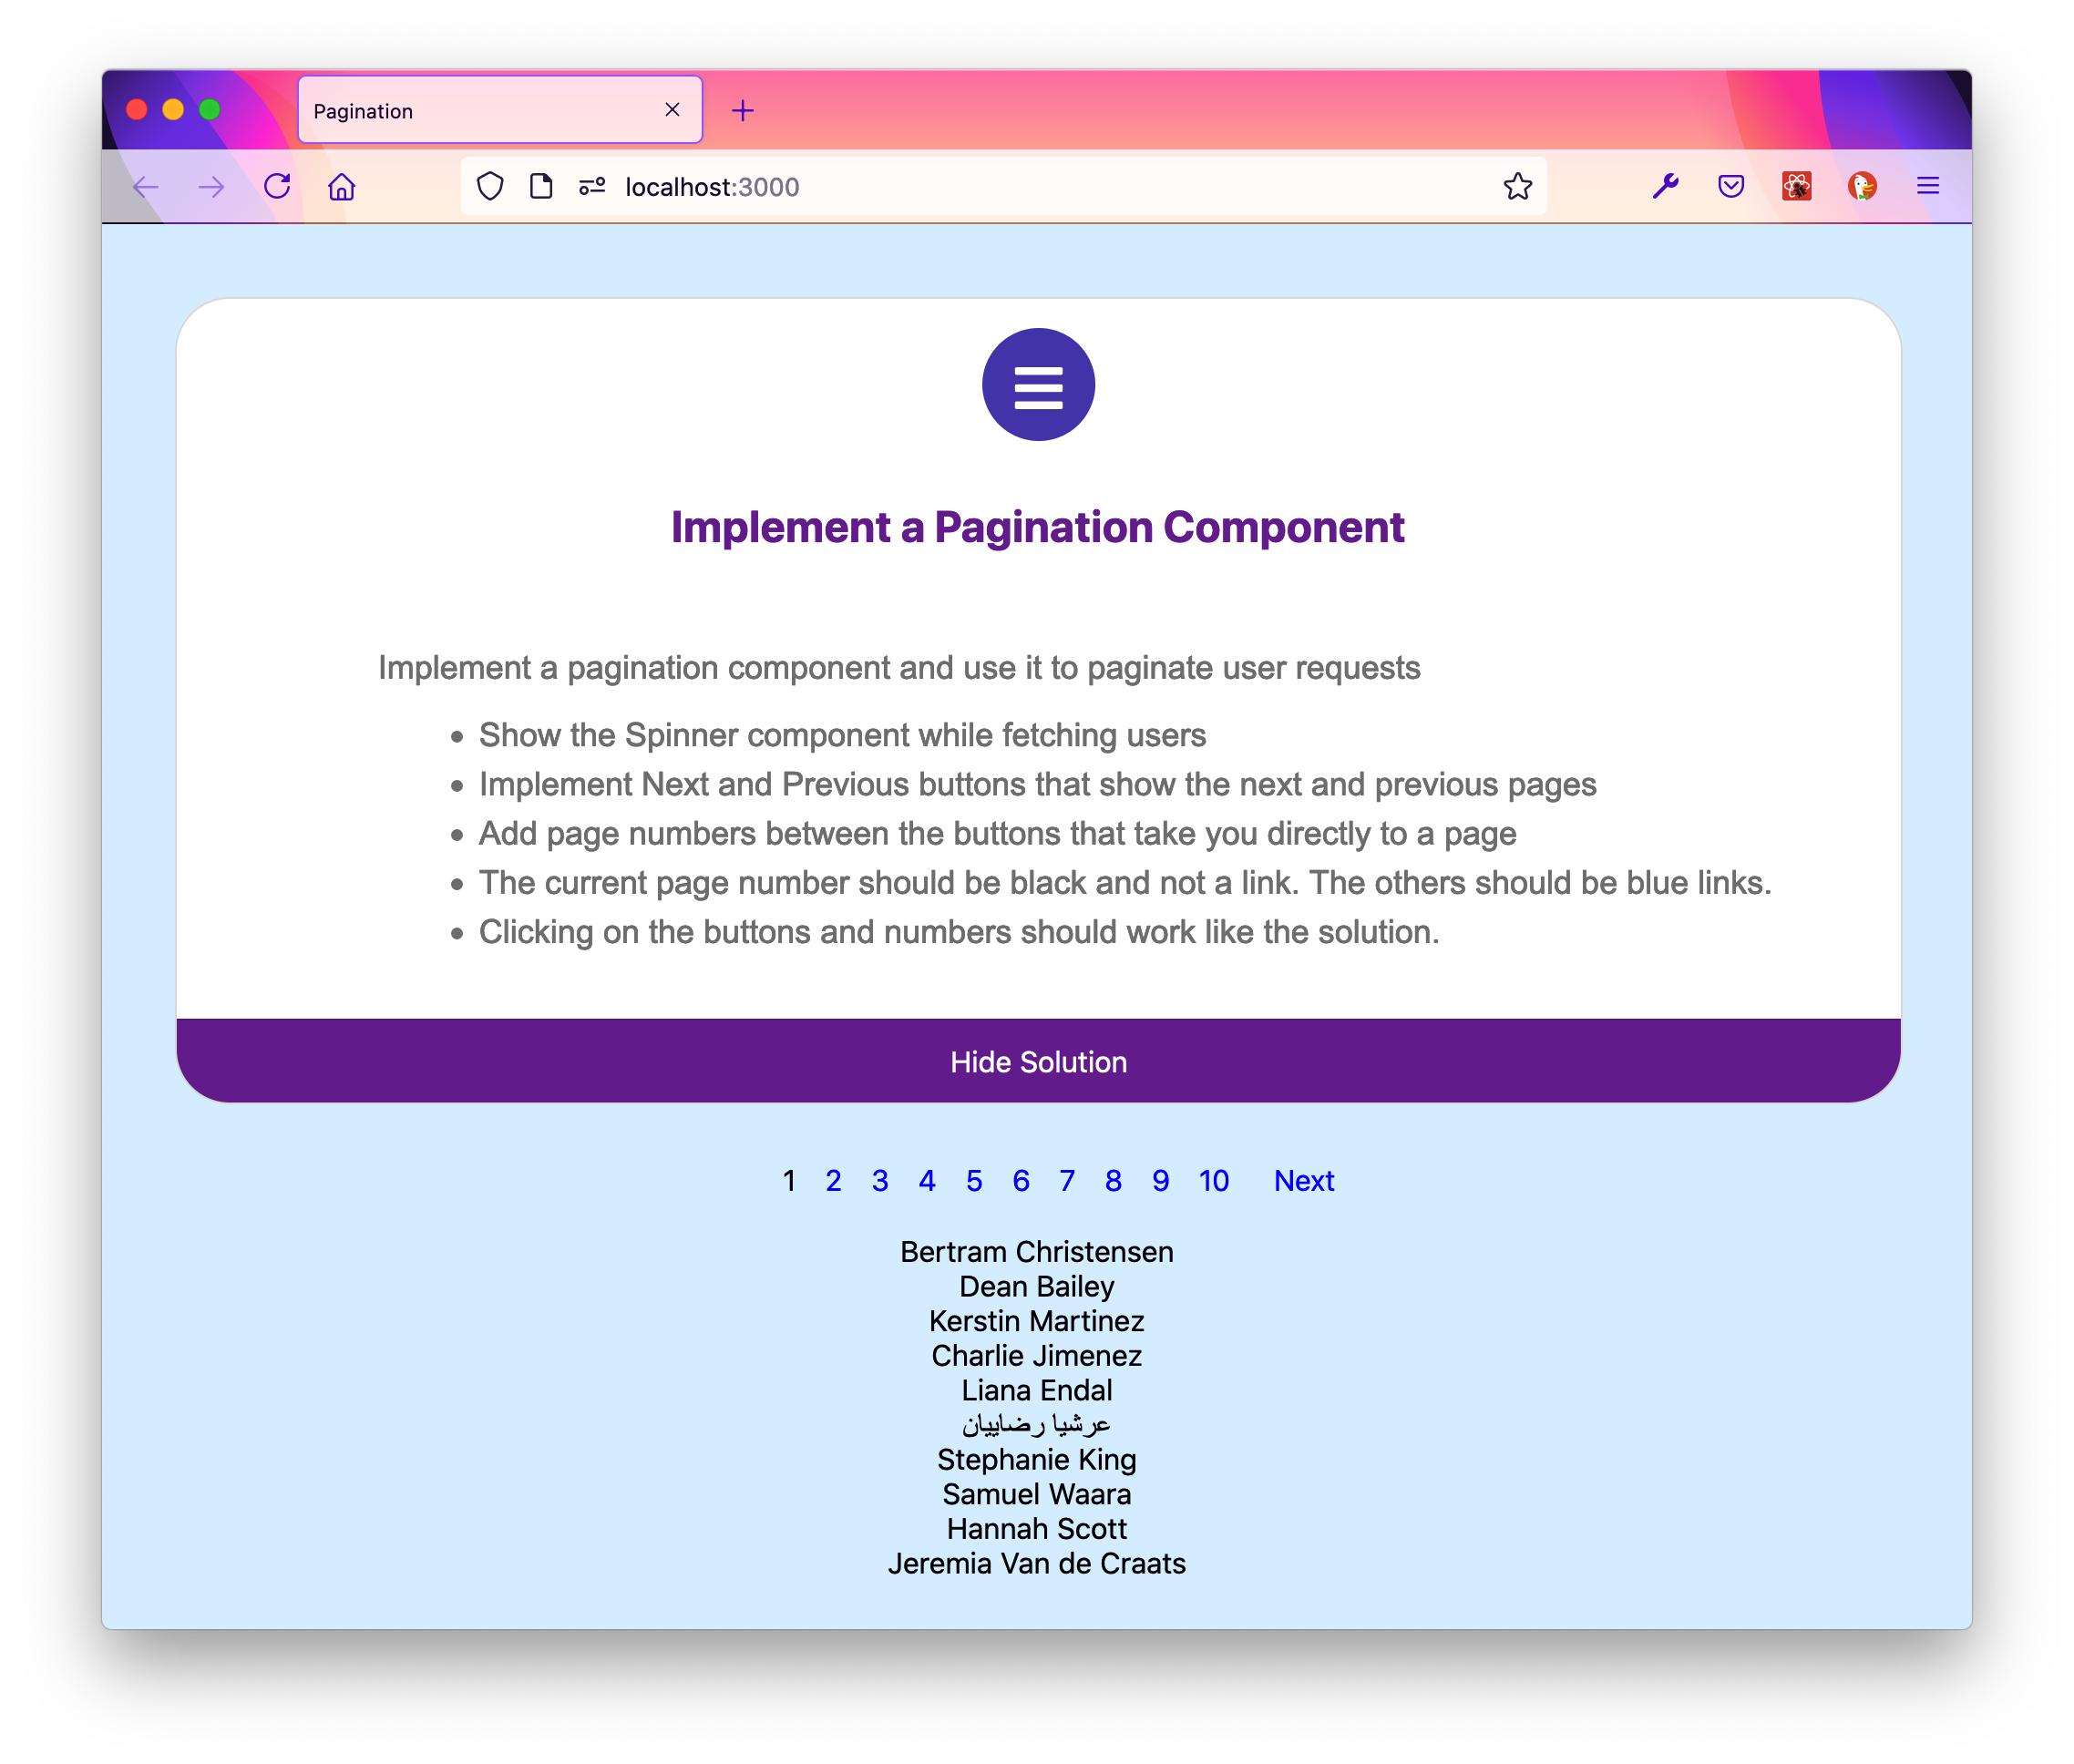 Pagination
localhost:3000
Implement a Pagination Component
Implement a pagination component and use it to paginate user requests
• Show the Spinner component while fetching users
• Implement Next and Previous buttons that show the next and previous pages
• Add page numbers between the buttons that take you directly to a page
• The current page number should be black and not a link. The others should be blue links.
• Clicking on the buttons and numbers should work like the solution.
Hide Solution
1 2 3 4 5 6 7 8 9 10 Next
Bertram Christensen
Dean Bailey
Kerstin Martinez
Charlie Jimenez
Liana Endal
عرشیا رضاییان
Stephanie King
Samuel Waara
Hannah Scott
Jeremia Van de Craats